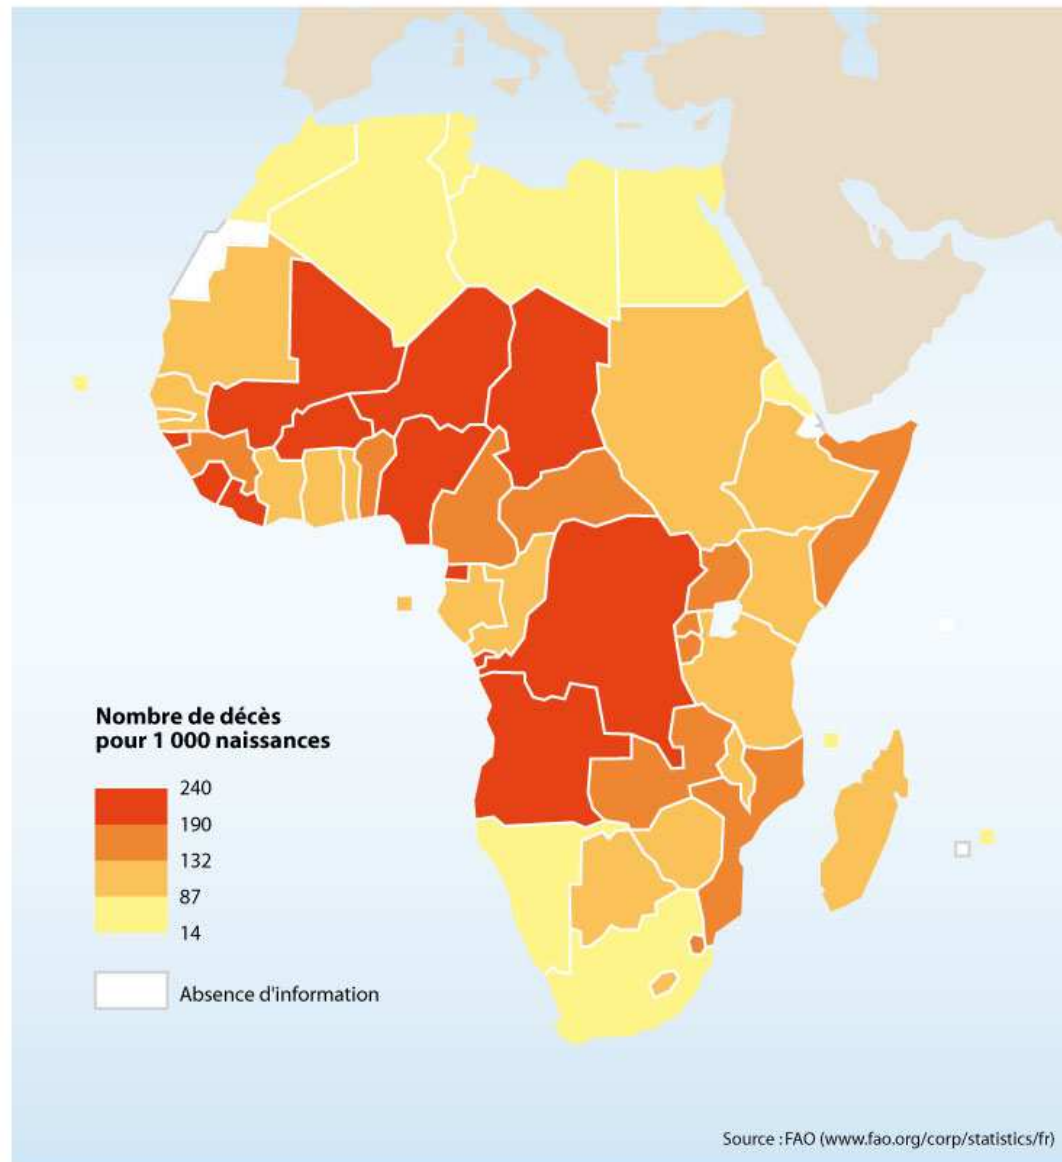 Nombre de décès
pour 1 000 naissances
240
190
132
87
14
Absence d'information
Source : FAO (www.fao.org/corp/statistics/fr)